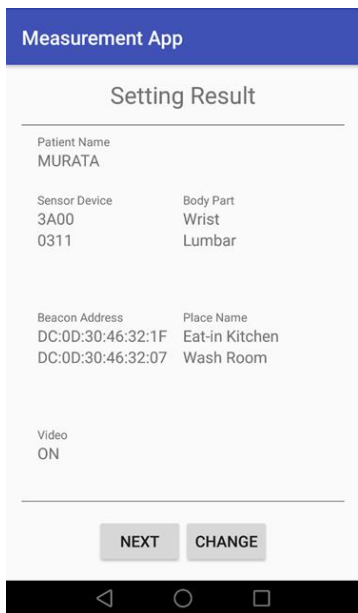 Measurement App
Setting Result
Patient Name
MURATA
Sensor Device Body Part
3A00 Wrist
0311 Lumbar
Beacon Address Place Name
DC:0D:30:46:32:1F Eat-in Kitchen
DC:0D:30:46:32:07 Wash Room
Video
ON
NEXT CHANGE